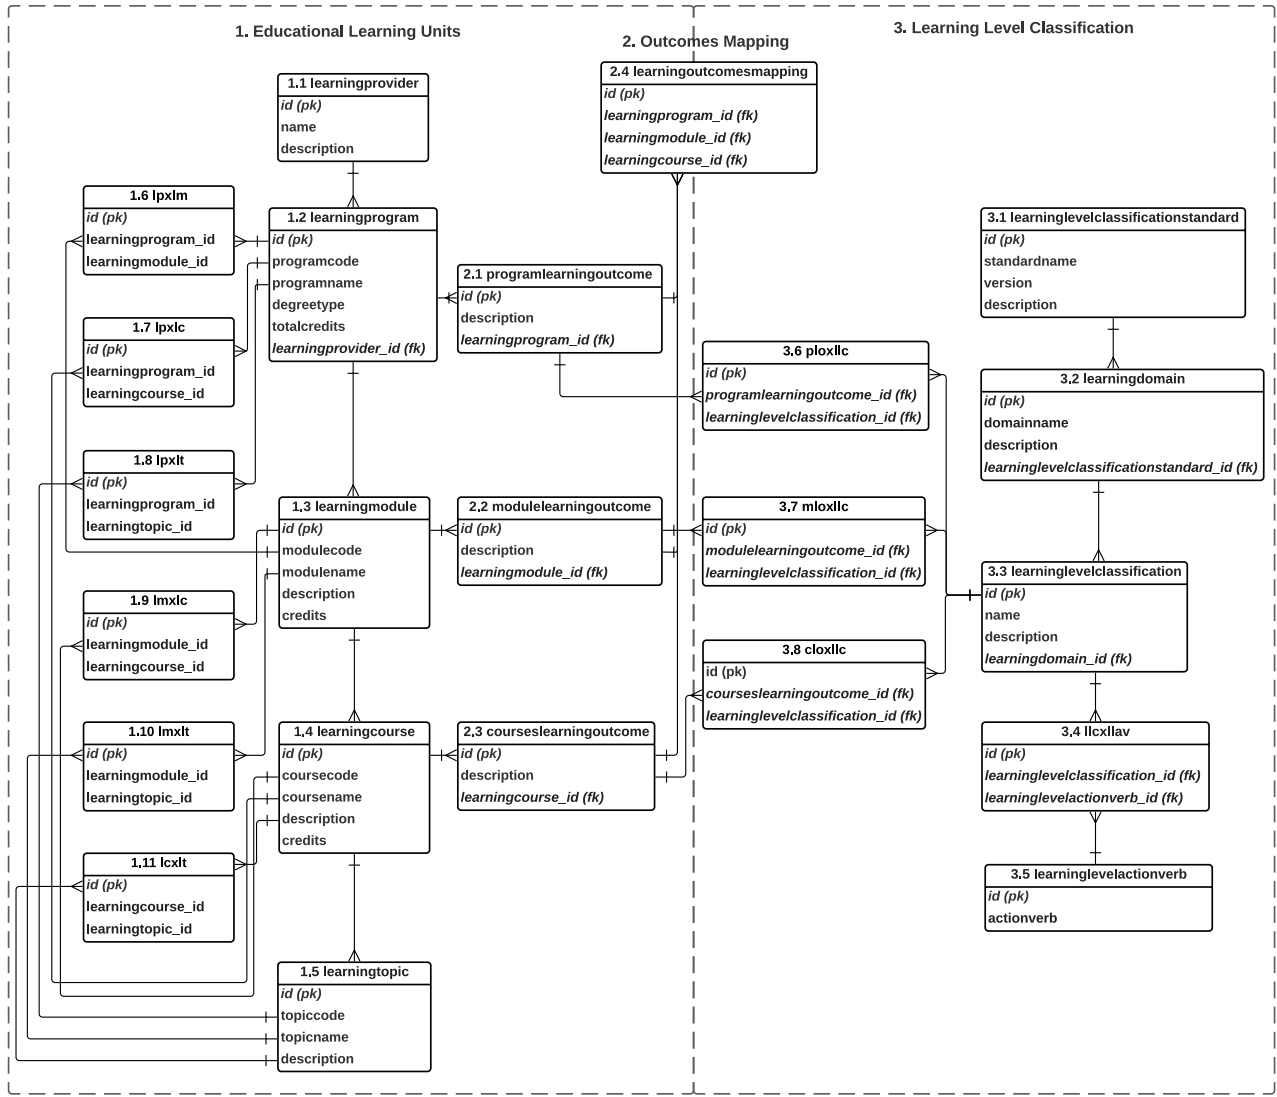 1. Educational Learning Units
2. Outcomes Mapping
3. Learning Level Classification
1.1 learningprovider
id (pk)
name
description
1.2 learningprogram
id (pk)
programcode
programname
degreetype
totalcredits
learningprovider_id (fk)
1.3 learningmodule
id (pk)
modulecode
modulename
description
credits
1.4 learningcourse
id (pk)
coursecode
coursename
description
credits
1.5 learningtopic
id (pk)
topiccode
topicname
description
1.6 lpxlm
id (pk)
learningprogram_id
learningmodule_id
1.7 lpxlc
id (pk)
learningprogram_id
learningcourse_id
1.8 lpxlt
id (pk)
learningprogram_id
learningtopic_id
1.9 lmxlc
id (pk)
learningmodule_id
learningcourse_id
1.10 lmxlt
id (pk)
learningmodule_id
learningtopic_id
1.11 lcxlt
id (pk)
learningcourse_id
learningtopic_id
2.1 programlearningoutcome
id (pk)
description
learningprogram_id (fk)
2.2 modulelearningoutcome
id (pk)
description
learningmodule_id (fk)
2.3 courseslearningoutcome
id (pk)
description
learningcourse_id (fk)
2.4 learningoutcomesmapping
id (pk)
learningprogram_id (fk)
learningmodule_id (fk)
learningcourse_id (fk)
3.1 learninglevelclassificationstandard
id (pk)
standardname
version
description
3.2 learningdomain
id (pk)
domainname
description
learninglevelclassificationstandard_id (fk)
3.3 learninglevelclassification
id (pk)
name
description
learningdomain_id (fk)
3.4 llcxllav
id (pk)
learninglevelclassification_id (fk)
learninglevelactionverb_id (fk)
3.5 learninglevelactionverb
id (pk)
actionverb
3.6 ploxllc
id (pk)
programlearningoutcome_id (fk)
learninglevelclassification_id (fk)
3.7 mloxllc
id (pk)
modulelearningoutcome_id (fk)
learninglevelclassification_id (fk)
3.8 cloxllc
id (pk)
courseslearningoutcome_id (fk)
learninglevelclassification_id (fk)